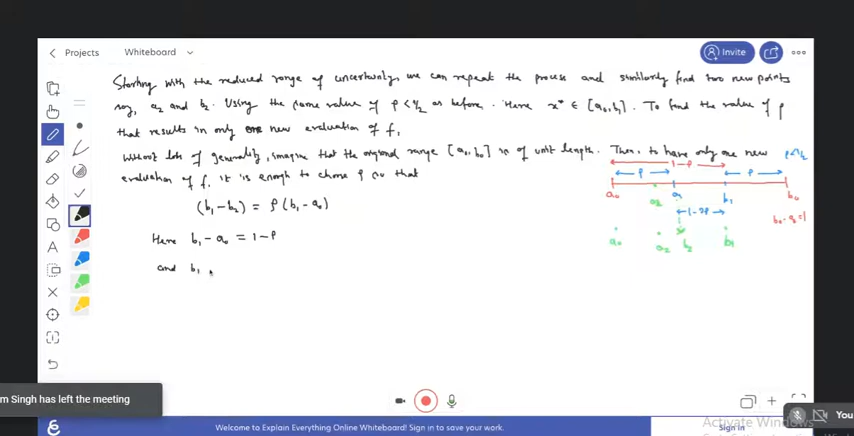 Projects
Whiteboard
Invite
Starting with the reduced range of uncertainty, we can repeat the process and similarly find two new points
say, a₂ and b₂. Using the same value of ρ < 1/2 as before. Here x* ∈ [a₀, b₁]. To find the value of ρ
that results in only one new evaluation of f,
Without loss of generality, imagine that the original range [a₀, b₀] is of unit length. Then, to have only one new
evaluation of f. It is enough to choose ρ so that
(b₁ - b₂) = ρ (b₁ - a₀)
Here b₁ - a₀ = 1 - ρ
and b₁
1-ρ
ρ<1/2
ρ
ρ
a₀
a₂
a₁
b₁
b₀
1-2ρ
b₀-a₀=1
a₀
a₂
b₂
b₁
m Singh has left the meeting
Welcome to Explain Everything Online Whiteboard! Sign in to save your work.
Sign in
Activate Windows
You